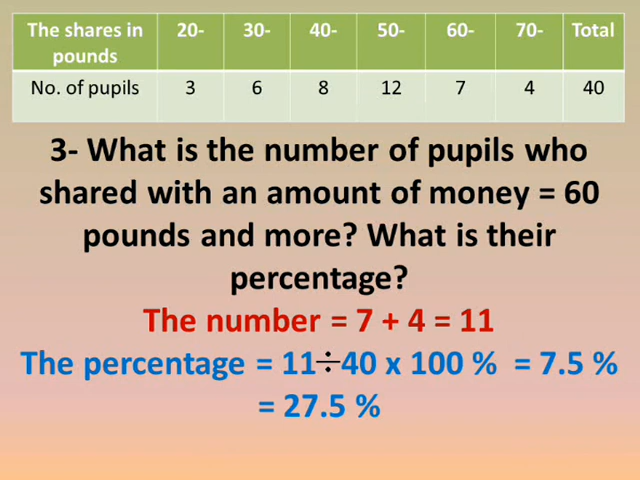 The shares in pounds 20- 30- 40- 50- 60- 70- Total
No. of pupils 3 6 8 12 7 4 40
3- What is the number of pupils who
shared with an amount of money = 60
pounds and more? What is their
percentage?
The number = 7 + 4 = 11
The percentage = 11÷40 x 100 % = 7.5 %
= 27.5 %